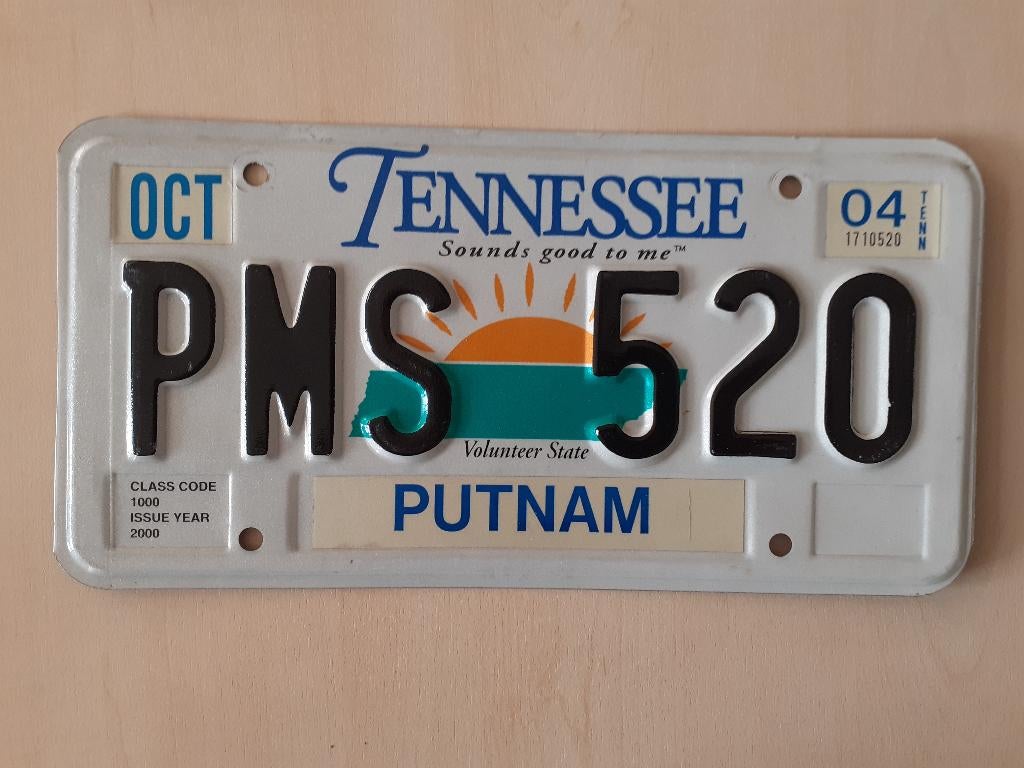 TENNESSEE
Sounds good to me™
OCT
04
TENN
1710520
PMS 520
Volunteer State
CLASS CODE
1000
ISSUE YEAR
2000
PUTNAM